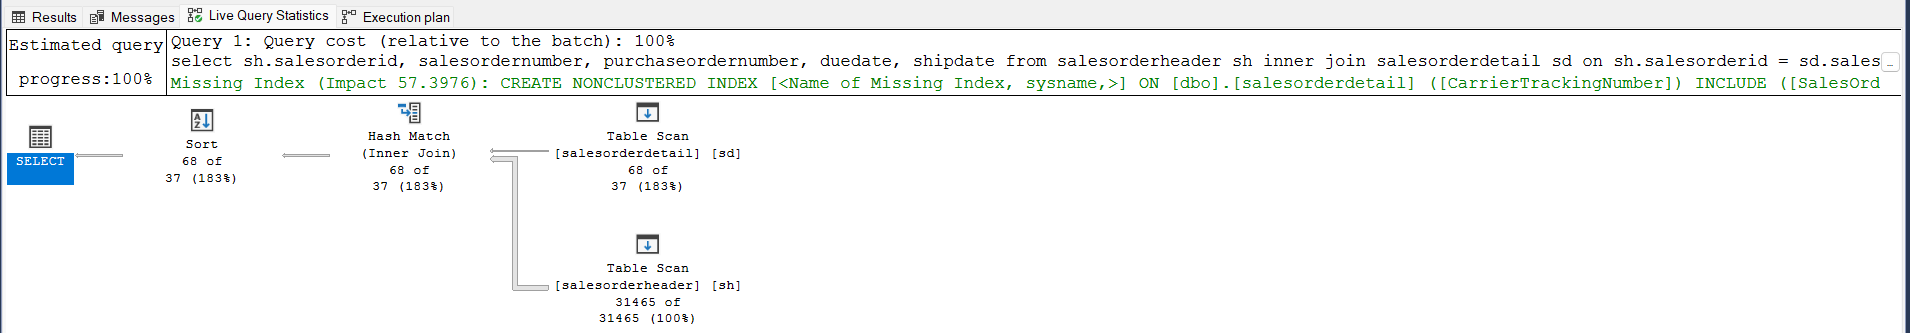 Results Messages Live Query Statistics Execution plan
Estimated query
progress:100%
Query 1: Query cost (relative to the batch): 100%
select sh.salesorderid, salesordernumber, purchaseordernumber, duedate, shipdate from salesorderheader sh inner join salesorderdetail sd on sh.salesorderid = sd.sales
...
Missing Index (Impact 57.3976): CREATE NONCLUSTERED INDEX [<Name of Missing Index, sysname,>] ON [dbo].[salesorderdetail] ([CarrierTrackingNumber]) INCLUDE ([SalesOrd
SELECT
Sort
68 of
37 (183%)
Hash Match
(Inner Join)
68 of
37 (183%)
Table Scan
[salesorderdetail] [sd]
68 of
37 (183%)
Table Scan
[salesorderheader] [sh]
31465 of
31465 (100%)